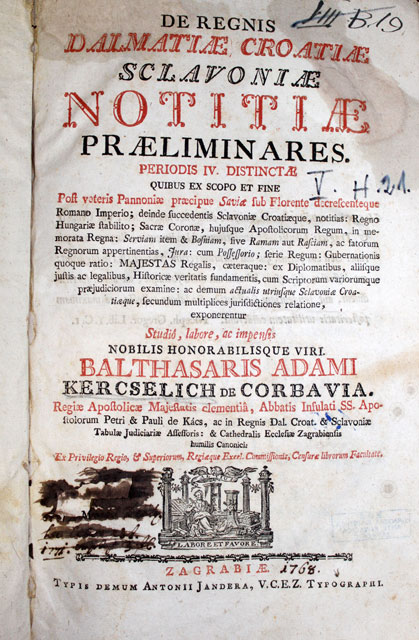 DE REGNIS
DALMATIÆ CROATIÆ
SCLAVONIÆ
NOTITIÆ
PRÆLIMINARES.
PERIODIS IV. DISTINCTÆ
QUIBUS EX SCOPO ET FINE
Post veteris Pannoniæ præcipue Saviæ sub Florente decrescenteque
Romano Imperio; deinde succedentis Sclavoniæ Croatiæque, notitias: Regno
Hungariæ stabilito; Sacræ Coronæ, hujusque Apostolicorum Regum, in me-
morata Regna: Serviam item & Bosniam, sive Ramam aut Rasciam, ac fatorum
Regnorum appertinentias, Jura: cum Possessorio; serie Regum: Gubernationis
quoque ratio: MAJESTAS Regalis, cæteraque: ex Diplomatibus, aliisque
justis ac legalibus, Historicæ veritatis fundamentis, cum Scriptorum variorumque
præjudiciorum examine: ac demum actualis utriusque Sclavoniæ Croa-
tiæque, secundum multiplices jurisdictiones relatione,
exponerentur
Studiô, labore, ac impensis
NOBILIS HONORABILISQUE VIRI.
BALTHASARIS ADAMI
KERCSELICH DE CORBAVIA.
Regiæ Apostolicæ Majestatis clementiâ, Abbatis Insulati SS. Apo-
stolorum Petri & Pauli de Kács, ac in Regnis Dal. Croat. & Sclavoniæ
Tabulæ Judiciariæ Assessoris: & Cathedralis Ecclesiæ Zagrabiensis
humilis Canonici:
Ex Privilegio Regio, & Superiorum, Regiæque Excel. Commissionis, Censuræ librorum Facultate.
LABORE ET FAVORE
ZAGRABIÆ 1768.
TYPIS DEMUM ANTONII JANDERA, V.C.E.Z. TYPOGRAPHI.
B. 19
V. H. 21.